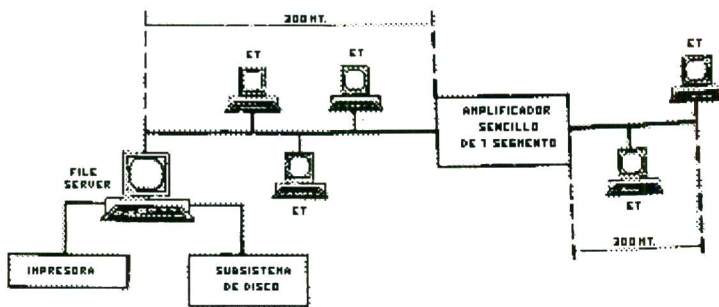 300 MT.
ET
ET
ET
AMPLIFICADOR
SENCILLO
DE 1 SEGMENTO
FILE
SERVER
ET
ET
300 MT.
IMPRESORA
SUBSISTEMA
DE DISCO